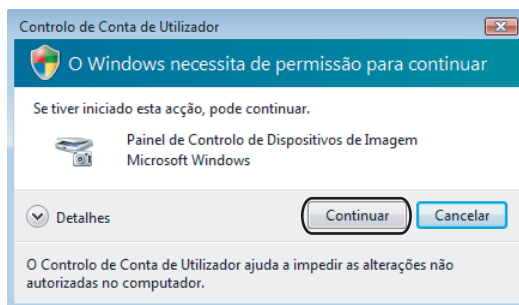 Controlo de Conta de Utilizador
O Windows necessita de permissão para continuar
Se tiver iniciado esta acção, pode continuar.
Painel de Controlo de Dispositivos de Imagem
Microsoft Windows
Detalhes
Continuar
Cancelar
O Controlo de Conta de Utilizador ajuda a impedir as alterações não
autorizadas no computador.